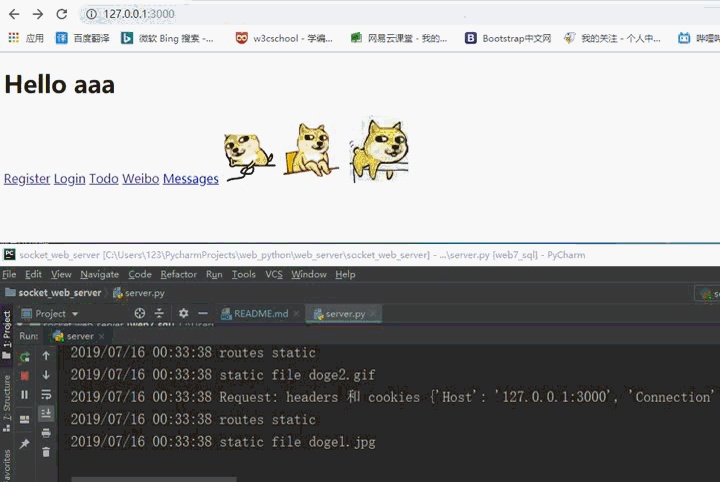 127.0.0.1:3000
应用 百度翻译 微软 Bing 搜索 -... w3cschool - 学编... 网易云课堂 - 我的... Bootstrap中文网 我的关注 - 个人中... 哔哩哔
Hello aaa
Register Login Todo Weibo Messages
socket_web_server [C:\Users\123\PycharmProjects\web_python\web_server\socket_web_server] - ...\server.py [web7_sql] - PyCharm
File Edit View Navigate Code Refactor Run Tools VCS Window Help
socket_web_server server.py
Project README.md server.py
Run: server
2019/07/16 00:33:38 routes static
2019/07/16 00:33:38 static file doge2.gif
2019/07/16 00:33:38 Request: headers 和 cookies {'Host': '127.0.0.1:3000', 'Connection'
2019/07/16 00:33:38 routes static
2019/07/16 00:33:38 static file doge1.jpg
1: Project
7: Structure
avorites